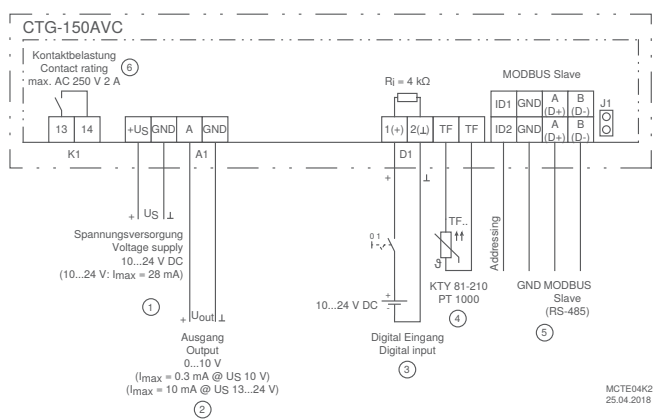 CTG-150AVC
Kontaktbelastung
Contact rating
max. AC 250 V 2 A
6
13 14
K1
+US GND A GND
A1
Ri = 4 kΩ
1(+) 2(⊥) TF TF
D1
MODBUS Slave
ID1 GND A (D+) B (D-) J1
ID2 GND A (D+) B (D-)
+ US ⊥
Spannungsversorgung
Voltage supply
10...24 V DC
(10...24 V: Imax = 28 mA)
1
+ Uout ⊥
Ausgang
Output
0...10 V
(Imax = 0.3 mA @ US 10 V)
(Imax = 10 mA @ US 13...24 V)
2
+ ⊥
0 1
10...24 V DC
+
-
Digital Eingang
Digital input
3
TF..
ϑ
KTY 81-210
PT 1000
4
Addressing
GND MODBUS
Slave
(RS-485)
5
MCTE04K2
25.04.2018